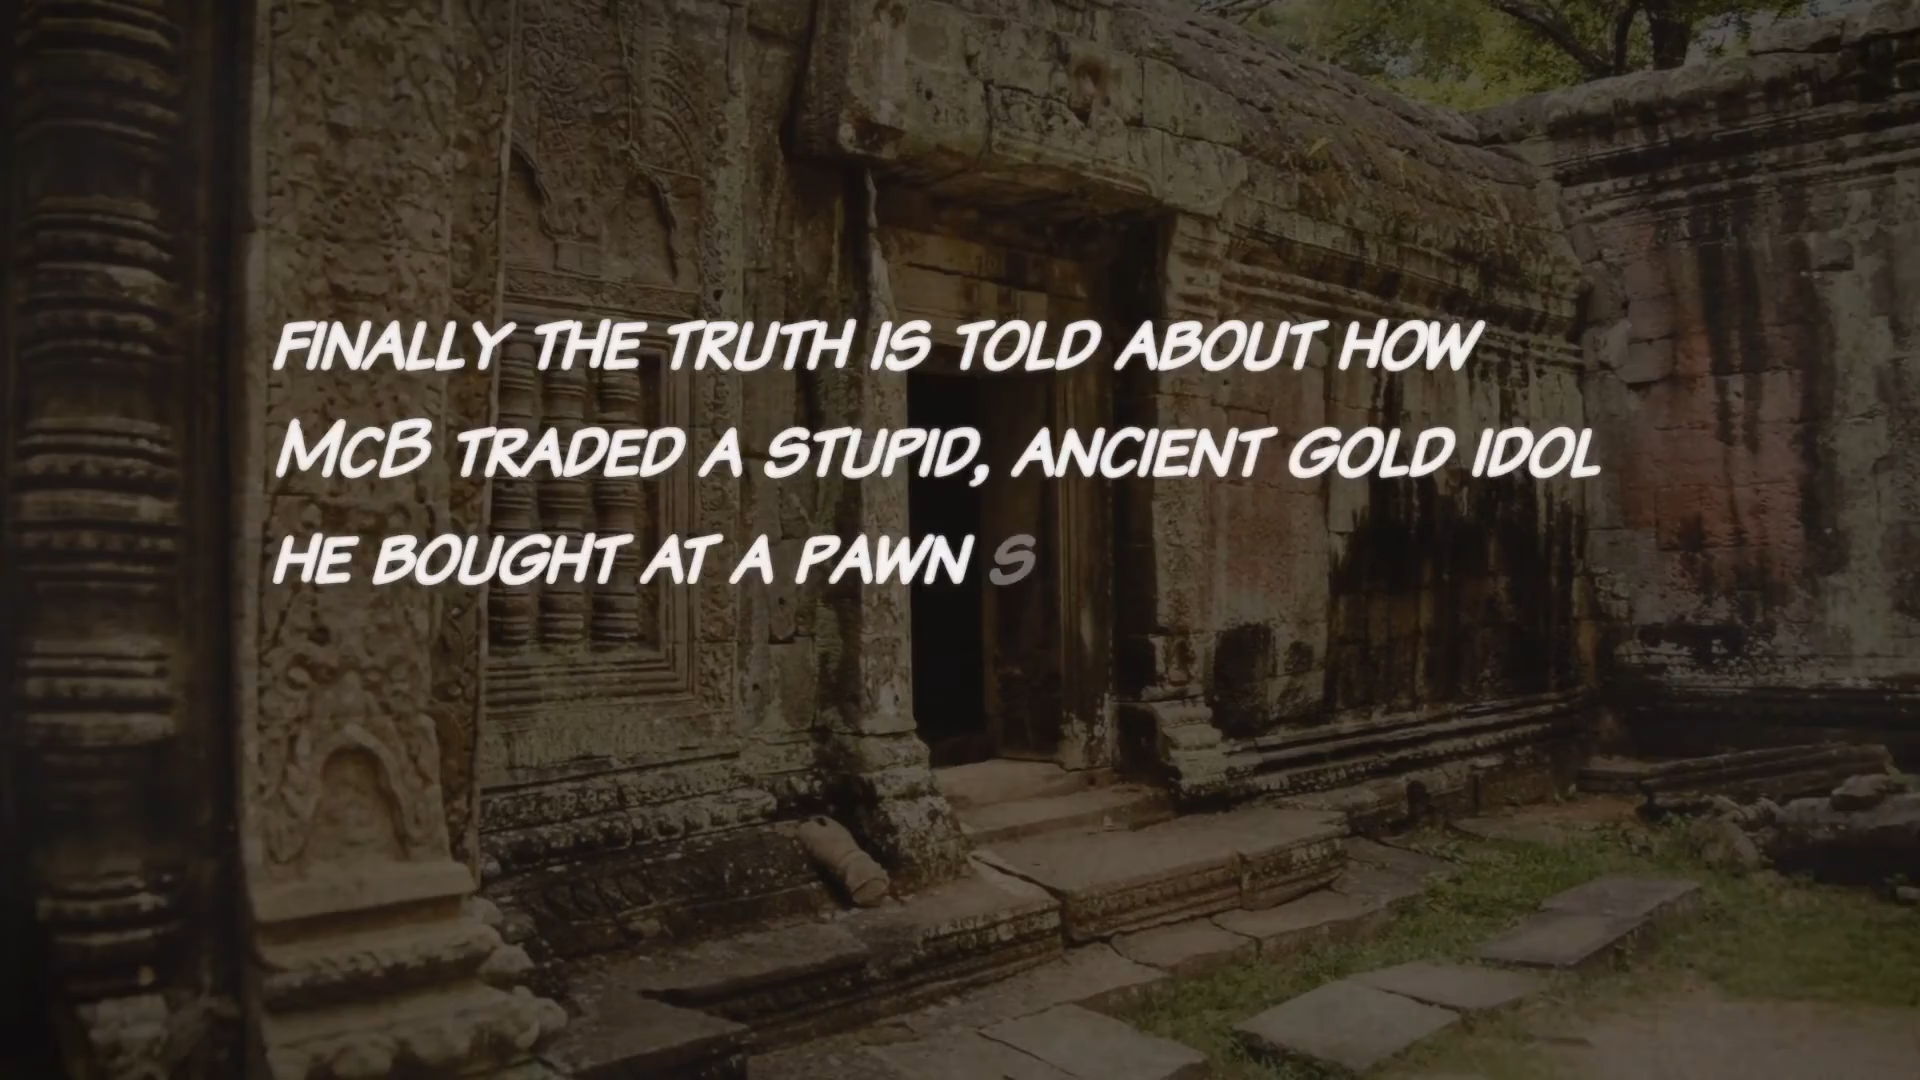 FINALLY THE TRUTH IS TOLD ABOUT HOW
McB TRADED A STUPID, ANCIENT GOLD IDOL
HE BOUGHT AT A PAWN S